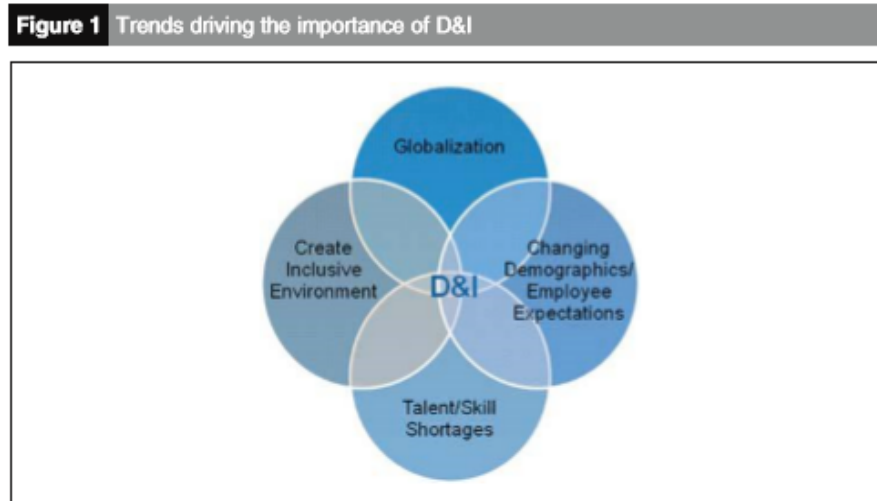 Figure 1 Trends driving the importance of D&I
Globalization
Create
Inclusive
Environment
D&I
Changing
Demographics/
Employee
Expectations
Talent/Skill
Shortages